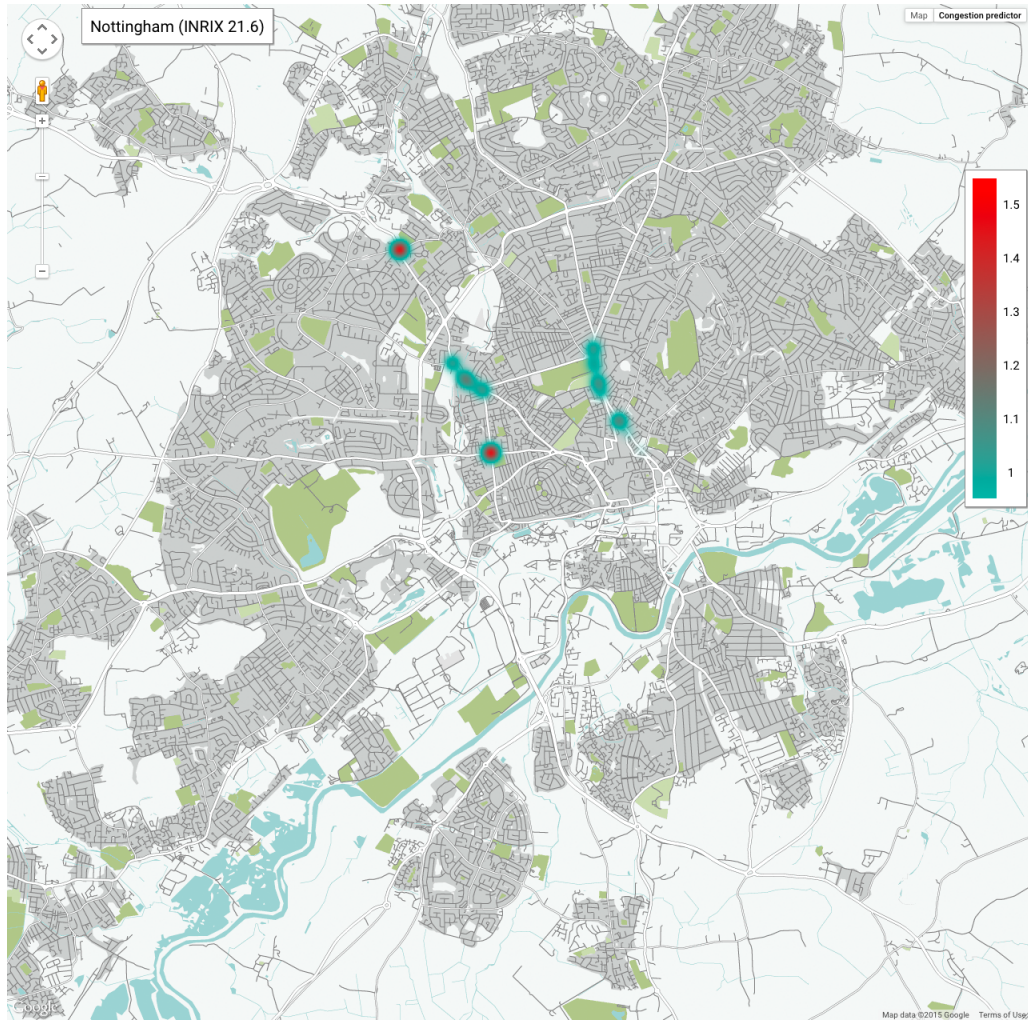 Nottingham (INRIX 21.6)
Map
Congestion predictor
1.5
1.4
1.3
1.2
1.1
1
Google
Map data ©2015 Google
Terms of Use